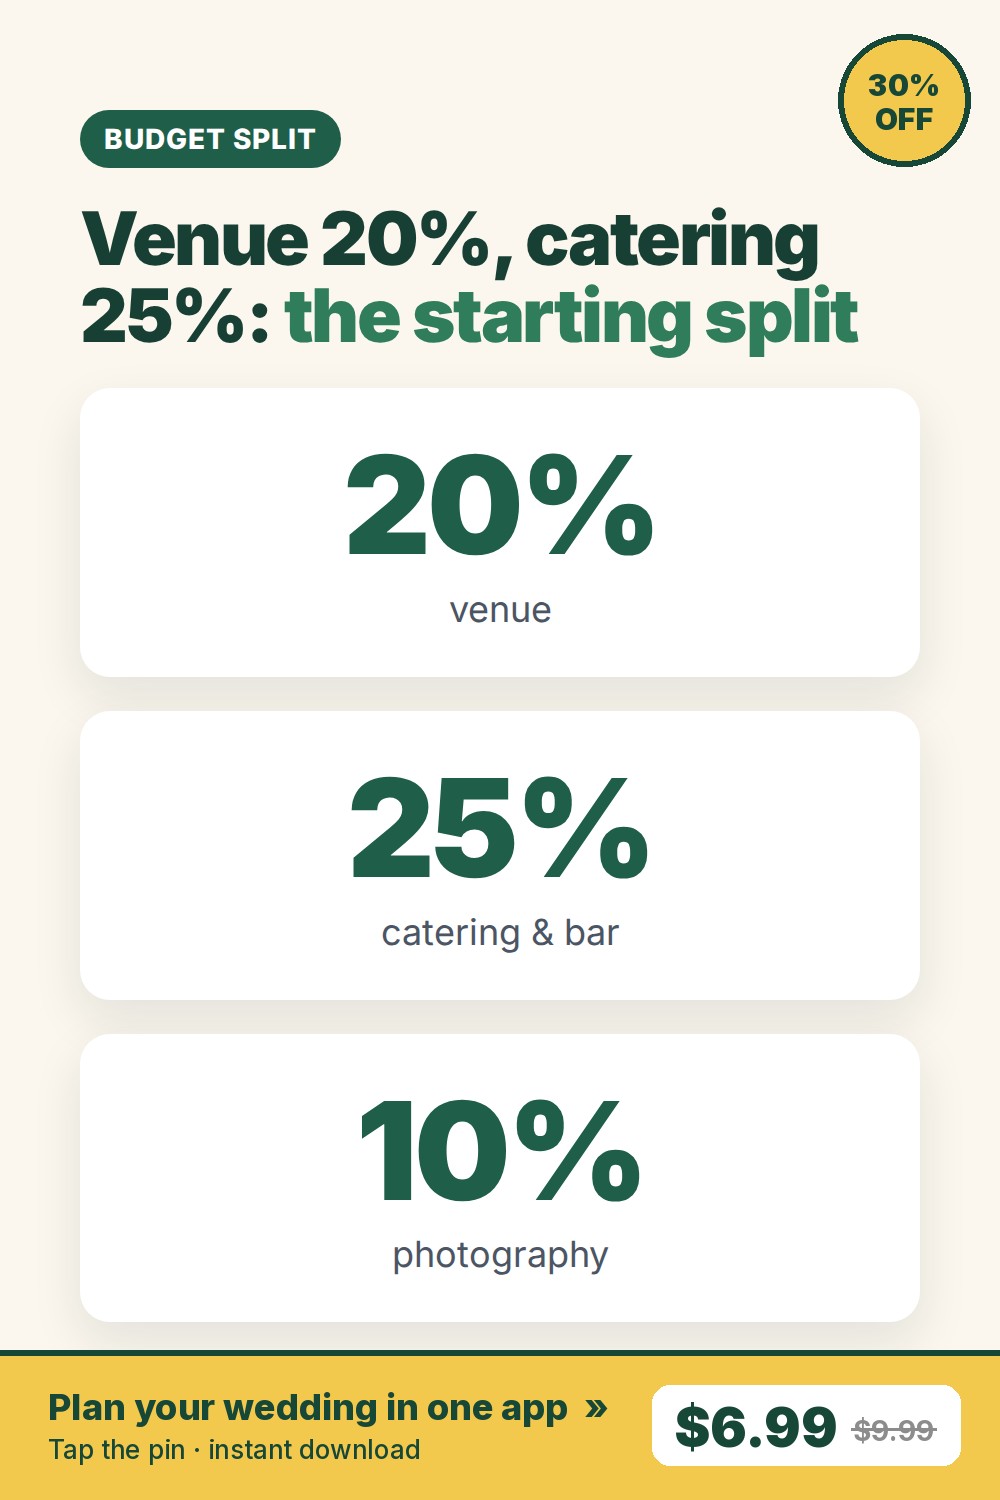 30%
OFF
BUDGET SPLIT
Venue 20%, catering
25%: the starting split
20%
venue
25%
catering & bar
10%
photography
Plan your wedding in one app »
Tap the pin · instant download
$6.99 $9.99